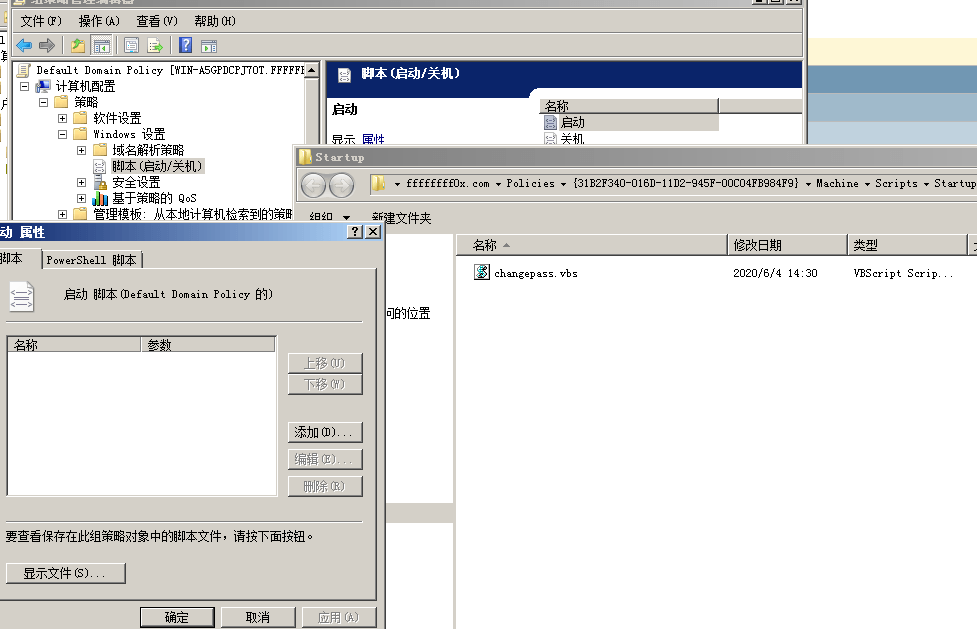 文件(F) 操作(A) 查看(V) 帮助(H)
Default Domain Policy [WIN-A5GPDCPJ7OT.FFFFFF
计算机配置
策略
软件设置
Windows 设置
域名解析策略
脚本(启动/关机)
安全设置
基于策略的 QoS
管理模板: 从本地计算机检索到的策略
脚本(启动/关机)
启动
显示 属性
名称
启动
关机
Startup
ffffffff0x.com Policies {31B2F340-016D-11D2-945F-00C04FB984F9} Machine Scripts Startup
组织 新建文件夹
名称 修改日期 类型
changepass.vbs 2020/6/4 14:30 VBScript Scrip...
问的位置
动 属性
脚本 PowerShell 脚本
启动 脚本(Default Domain Policy 的)
名称 参数
上移(U)
下移(W)
添加(D)...
编辑(E)...
删除(R)
要查看保存在此组策略对象中的脚本文件，请按下面按钮。
显示文件(S)...
确定 取消 应用(A)